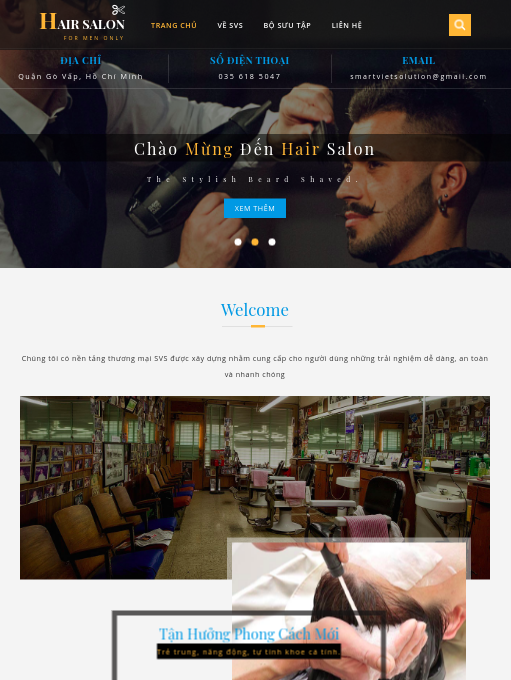 HAIR SALON
FOR MEN ONLY
TRANG CHỦ VỀ SVS BỘ SƯU TẬP LIÊN HỆ
ĐỊA CHỈ
Quận Gò Vấp, Hồ Chí Minh
SỐ ĐIỆN THOẠI
035 618 5047
EMAIL
smartvietsolution@gmail.com
Chào Mừng Đến Hair Salon
The Stylish Beard Shaved.
XEM THÊM
Welcome
Chúng tôi có nền tảng thương mại SVS được xây dựng nhằm cung cấp cho người dùng những trải nghiệm dễ dàng, an toàn
và nhanh chóng
Tận Hưởng Phong Cách Mới
Trẻ trung, năng động, tự tinh khoe cá tính.